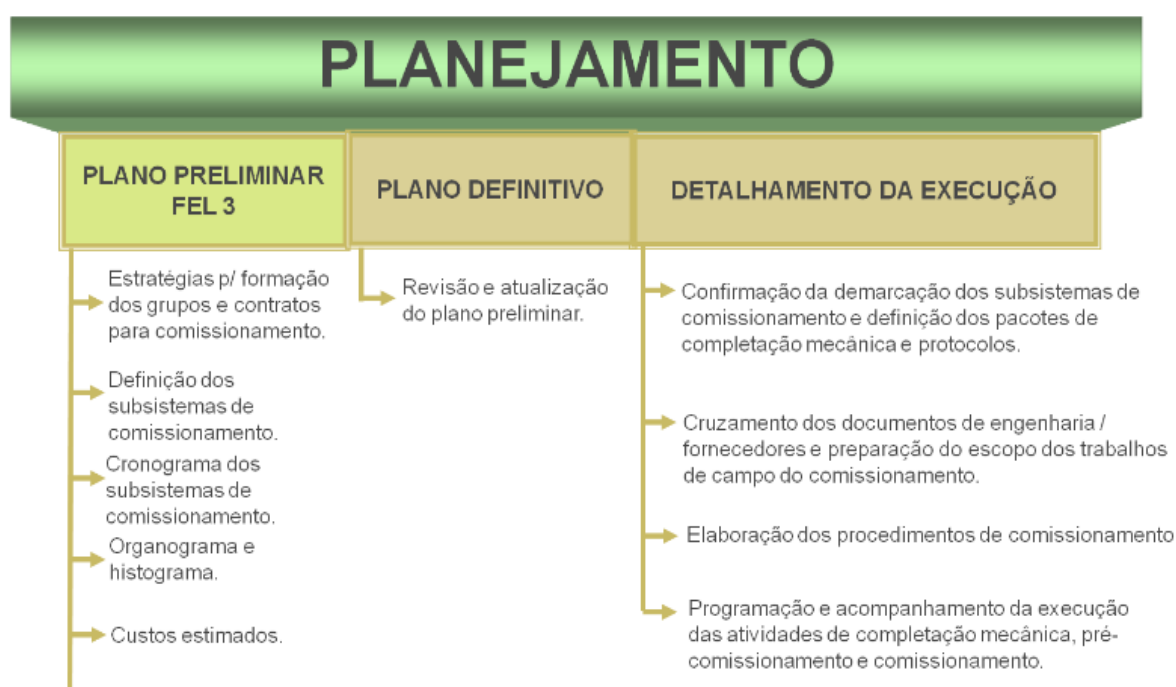 PLANEJAMENTO
PLANO PRELIMINAR
FEL 3
Estratégias p/ formação
dos grupos e contratos
para comissionamento.
Definição dos
subsistemas de
comissionamento.
Cronograma dos
subsistemas de
comissionamento.
Organograma e
histograma.
Custos estimados.
PLANO DEFINITIVO
Revisão e atualização
do plano preliminar.
DETALHAMENTO DA EXECUÇÃO
Confirmação da demarcação dos subsistemas de
comissionamento e definição dos pacotes de
completação mecânica e protocolos.
Cruzamento dos documentos de engenharia /
fornecedores e preparação do escopo dos trabalhos
de campo do comissionamento.
Elaboração dos procedimentos de comissionamento
Programação e acompanhamento da execução
das atividades de completação mecânica, pré-
comissionamento e comissionamento.